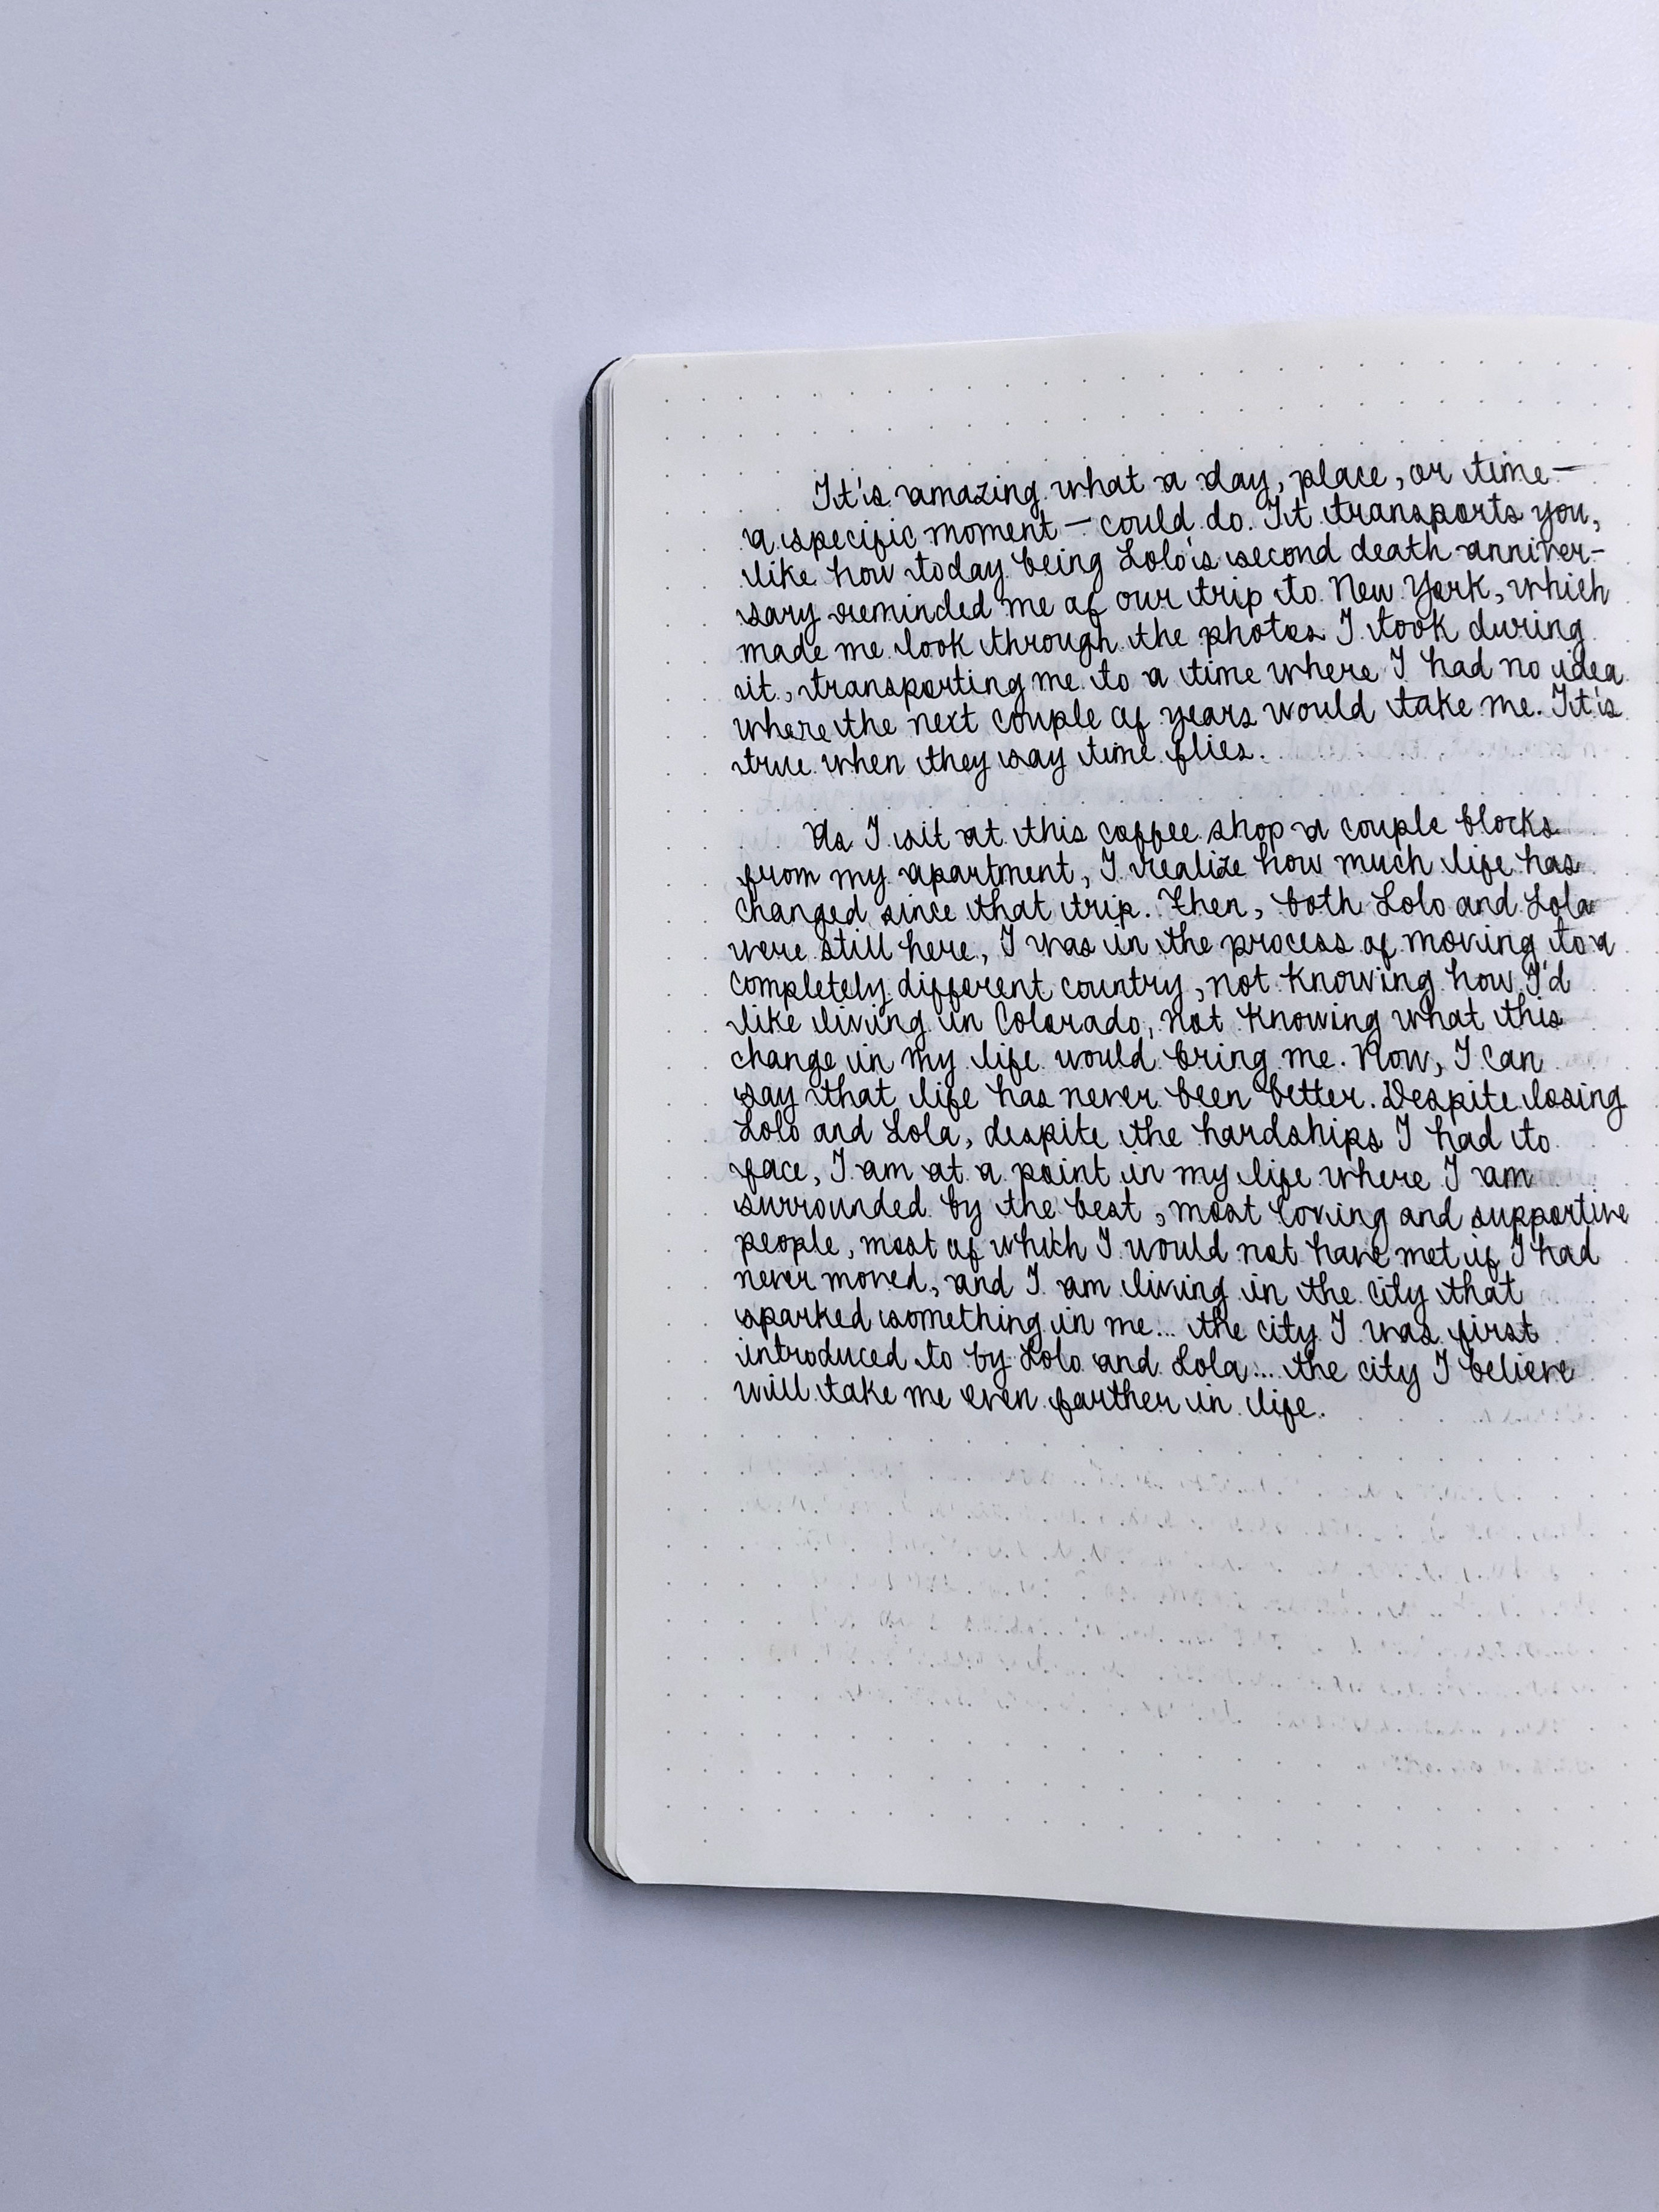 It's amazing what a day, place, or time —
a specific moment — could do. It transports you,
like how today being Lolo's second death anniver-
sary reminded me of our trip to New York, which
made me look through the photos I took during
it, transporting me to a time where I had no idea
where the next couple of years would take me. It's
true when they say time flies.
As I sit at this coffee shop a couple blocks
from my apartment, I realize how much life has
changed since that trip. Then, both Lolo and Lola
were still here, I was in the process of moving to a
completely different country, not knowing how I'd
like living in Colorado, not knowing what this
change in my life would bring me. Now, I can
say that life has never been better. Despite losing
Lolo and Lola, despite the hardships I had to
face, I am at a point in my life where I am
surrounded by the best, most loving and supportive
people, most of which I would not have met if I had
never moved, and I am living in the city that
sparked something in me... the city I was first
introduced to by Lolo and Lola... the city I believe
will take me even farther in life.